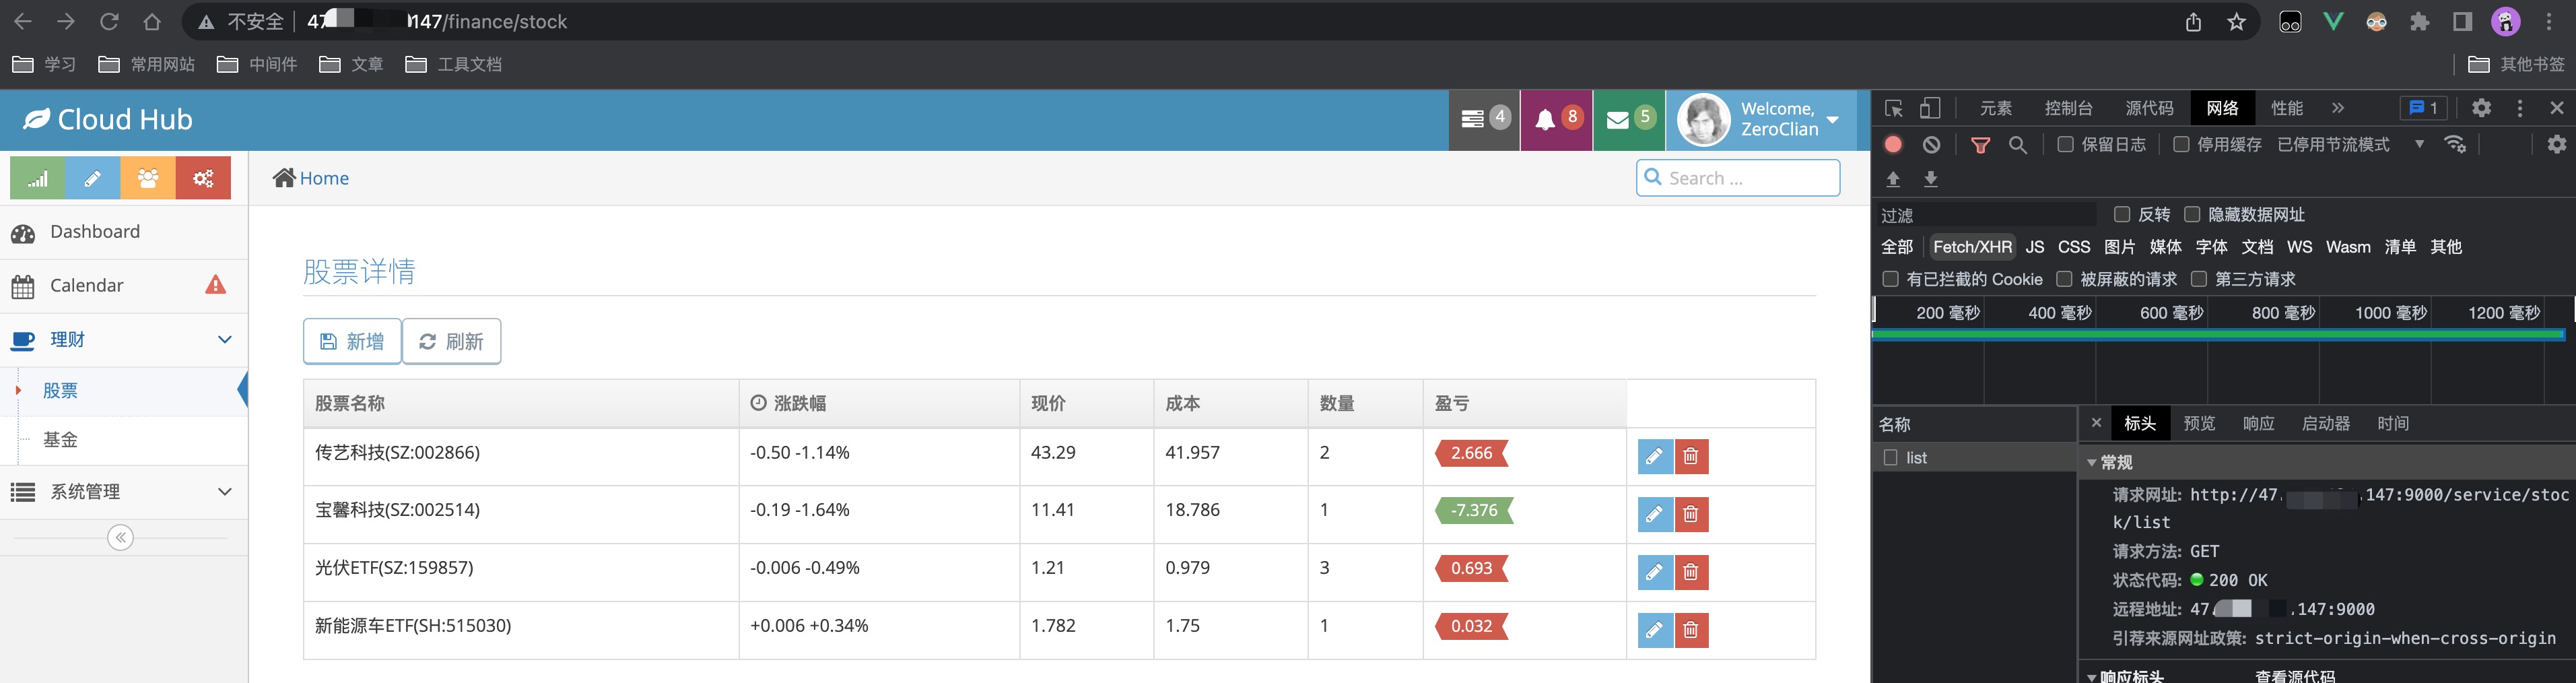 不安全 47 147/finance/stock
学习 常用网站 中间件 文章 工具文档 其他书签
Cloud Hub 4 8 5 Welcome,
ZeroClian
Home Search ...
Dashboard
Calendar
理财
股票
基金
系统管理
股票详情
新增 刷新
股票名称 涨跌幅 现价 成本 数量 盈亏
传艺科技(SZ:002866) -0.50 -1.14% 43.29 41.957 2 2.666
宝馨科技(SZ:002514) -0.19 -1.64% 11.41 18.786 1 -7.376
光伏ETF(SZ:159857) -0.006 -0.49% 1.21 0.979 3 0.693
新能源车ETF(SH:515030) +0.006 +0.34% 1.782 1.75 1 0.032
元素 控制台 源代码 网络 性能 1
保留日志 停用缓存 已停用节流模式
过滤 反转 隐藏数据网址
全部 Fetch/XHR JS CSS 图片 媒体 字体 文档 WS Wasm 清单 其他
有已拦截的 Cookie 被屏蔽的请求 第三方请求
200 毫秒 400 毫秒 600 毫秒 800 毫秒 1000 毫秒 1200 毫秒
名称 标头 预览 响应 启动器 时间
list
常规
请求网址: http://47. .147:9000/service/stoc
k/list
请求方法: GET
状态代码: 200 OK
远程地址: 47. .147:9000
引荐来源网址政策: strict-origin-when-cross-origin
响应标头 查看源代码